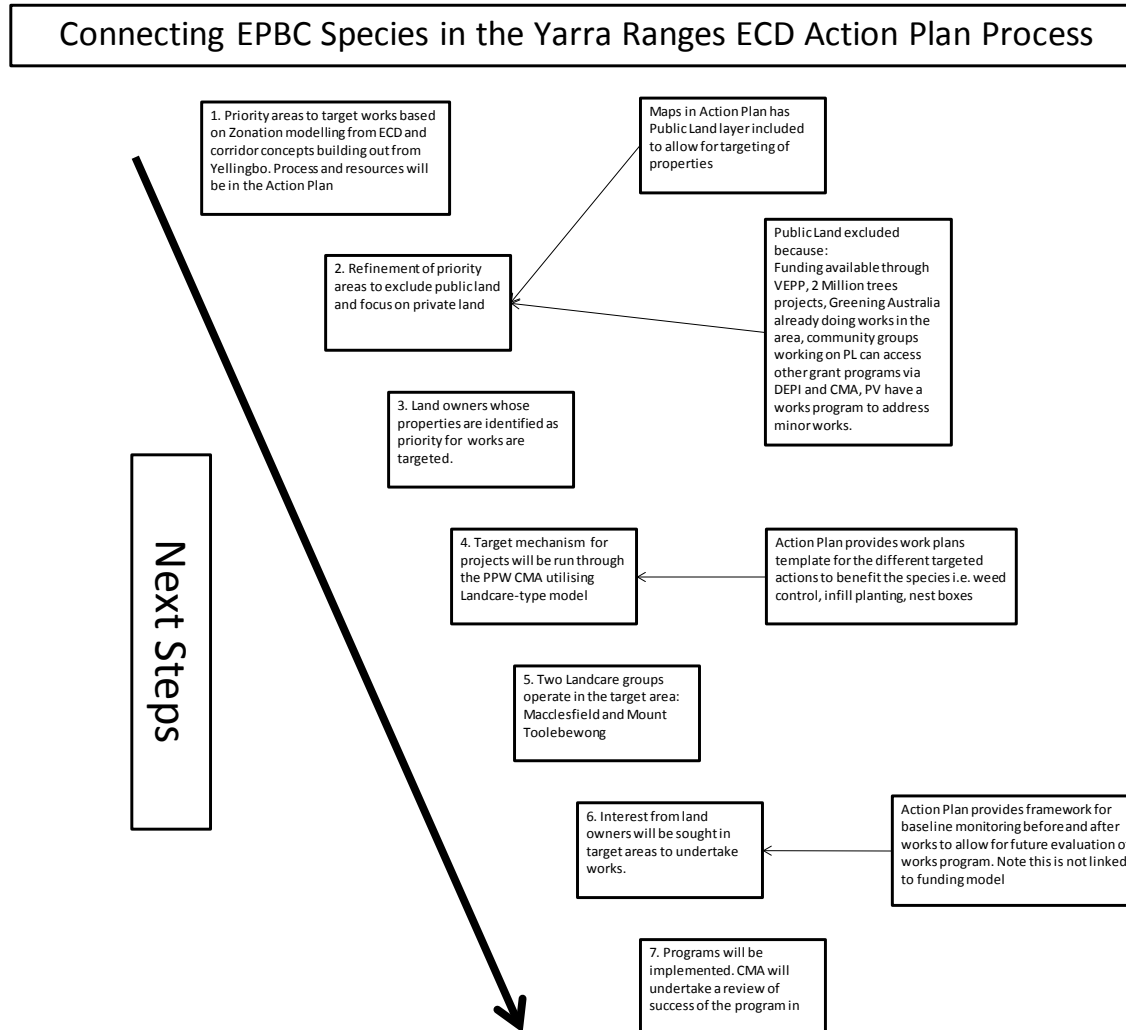 Connecting EPBC Species in the Yarra Ranges ECD Action Plan Process
1. Priority areas to target works based
on Zonation modelling from ECD and
corridor concepts building out from
Yellingbo. Process and resources will
be in the Action Plan
Maps in Action Plan has
Public Land layer included
to allow for targeting of
properties
Public Land excluded
because:
Funding available through
VEPP, 2 Million trees
projects, Greening Australia
already doing works in the
area, community groups
working on PL can access
other grant programs via
DEPI and CMA, PV have a
works program to address
minor works.
2. Refinement of priority
areas to exclude public land
and focus on private land
3. Land owners whose
properties are identified as
priority for works are
targeted.
Next Steps
4. Target mechanism for
projects will be run through
the PPW CMA utilising
Landcare-type model
Action Plan provides work plans
template for the different targeted
actions to benefit the species i.e. weed
control, infill planting, nest boxes
5. Two Landcare groups
operate in the target area:
Macclesfield and Mount
Toolebewong
6. Interest from land
owners will be sought in
target areas to undertake
works.
Action Plan provides framework for
baseline monitoring before and after
works to allow for future evaluation of
works program. Note this is not linked
to funding model
7. Programs will be
implemented. CMA will
undertake a review of
success of the program in